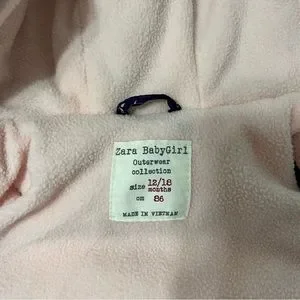 Zara BabyGirl
Outerwear
collection
size 12/18 months
cm 86
MADE IN VIETNAM